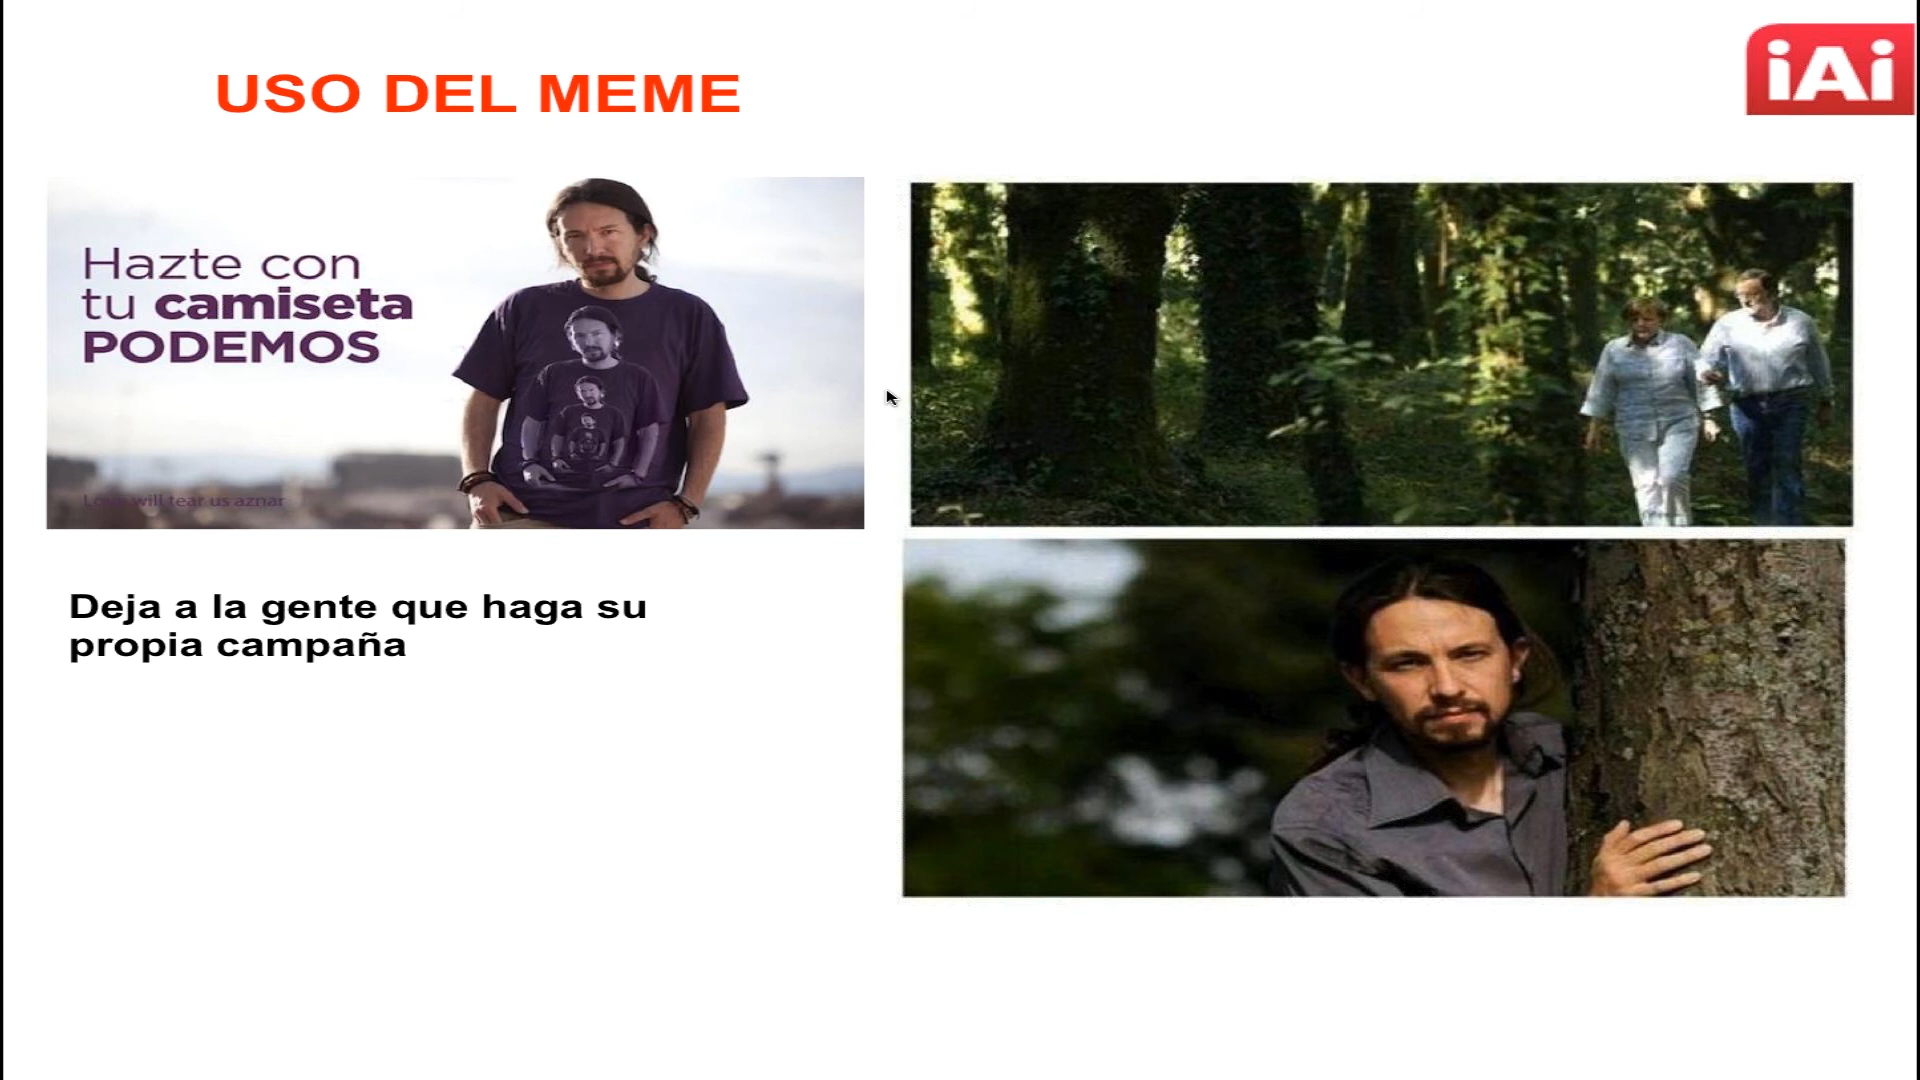 USO DEL MEME
iAi
Hazte con
tu camiseta
PODEMOS
Love will tear us aznar
Deja a la gente que haga su
propia campaña